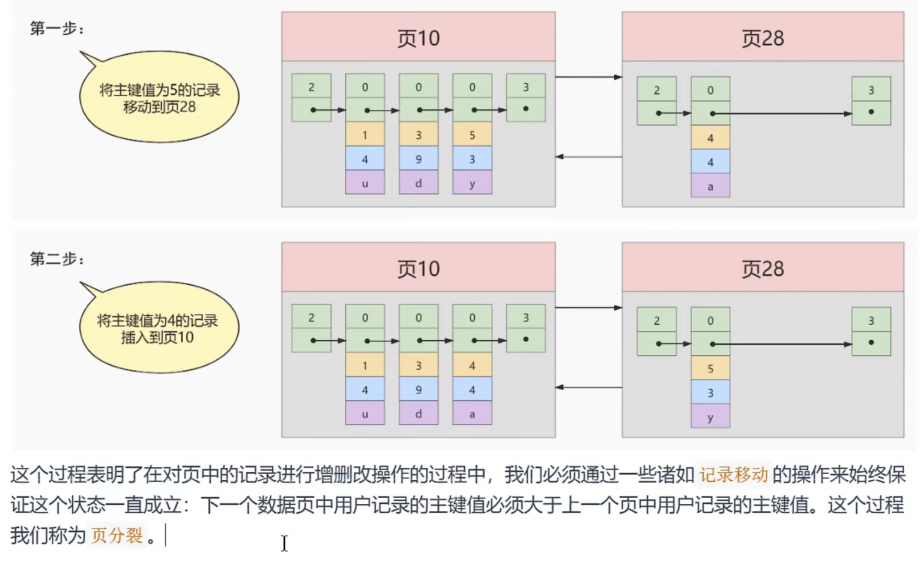 第一步：
将主键值为5的记录
移动到页28
页10
页28
2 0 0 0 3
1 3 5
4 9 3
u d y
2 0 3
4
4
a
第二步：
将主键值为4的记录
插入到页10
页10
页28
2 0 0 0 3
1 3 4
4 9 4
u d a
2 0 3
5
3
y
这个过程表明了在对页中的记录进行增删改操作的过程中，我们必须通过一些诸如 记录移动 的操作来始终保
证这个状态一直成立：下一个数据页中用户记录的主键值必须大于上一个页中用户记录的主键值。这个过程
我们称为 页分裂 。